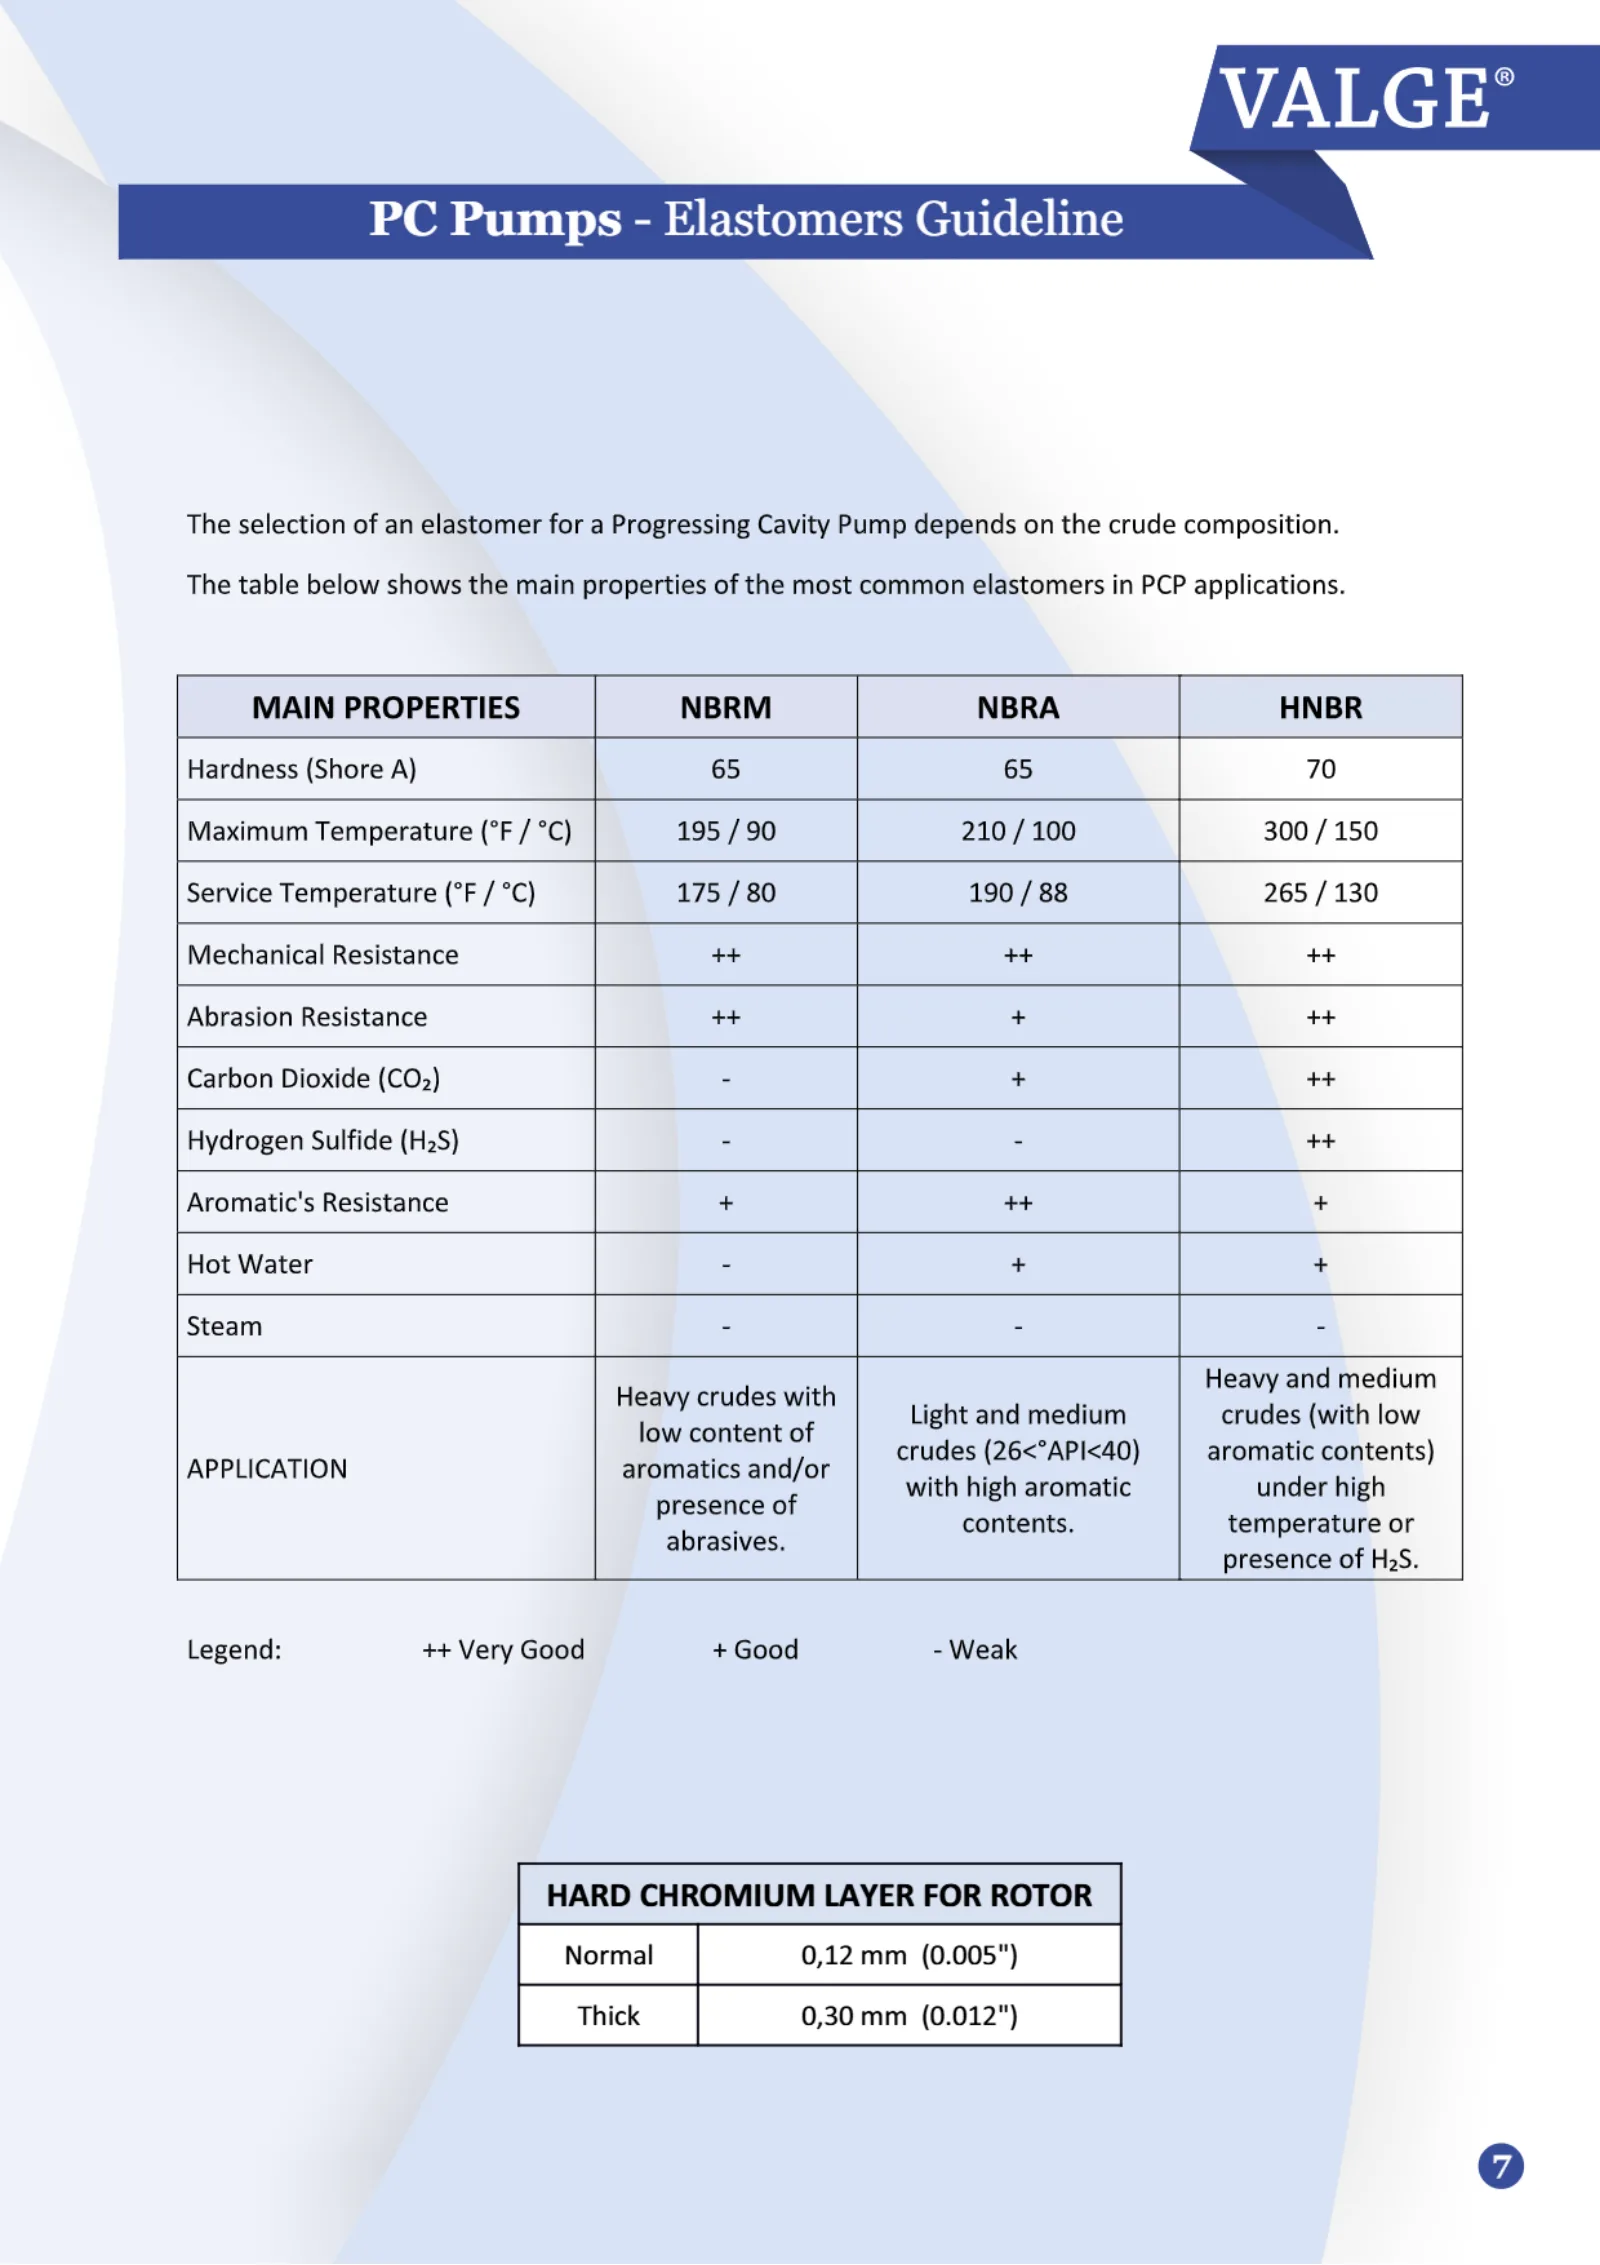 VALGE®
PC Pumps - Elastomers Guideline
The selection of an elastomer for a Progressing Cavity Pump depends on the crude composition.
The table below shows the main properties of the most common elastomers in PCP applications.
MAIN PROPERTIES NBRM NBRA HNBR
Hardness (Shore A) 65 65 70
Maximum Temperature (°F / °C) 195 / 90 210 / 100 300 / 150
Service Temperature (°F / °C) 175 / 80 190 / 88 265 / 130
Mechanical Resistance ++ ++ ++
Abrasion Resistance ++ + ++
Carbon Dioxide (CO₂) - + ++
Hydrogen Sulfide (H₂S) - - ++
Aromatic's Resistance + ++ +
Hot Water - + +
Steam - - -
APPLICATION
Heavy crudes with
low content of
aromatics and/or
presence of
abrasives.
Light and medium
crudes (26<°API<40)
with high aromatic
contents.
Heavy and medium
crudes (with low
aromatic contents)
under high
temperature or
presence of H₂S.
Legend: ++ Very Good + Good - Weak
HARD CHROMIUM LAYER FOR ROTOR
Normal 0,12 mm (0.005")
Thick 0,30 mm (0.012")
7